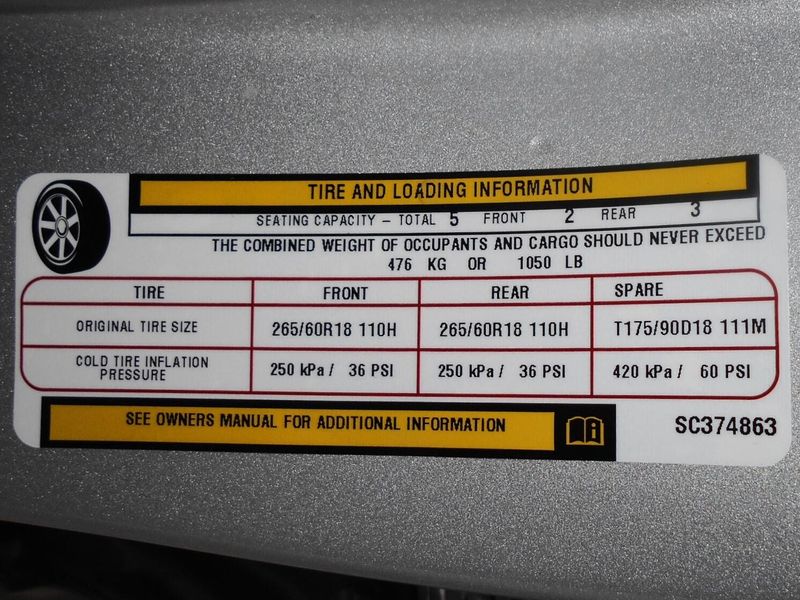 TIRE AND LOADING INFORMATION
SEATING CAPACITY – TOTAL 5 FRONT 2 REAR 3
THE COMBINED WEIGHT OF OCCUPANTS AND CARGO SHOULD NEVER EXCEED
476 KG OR 1050 LB
TIRE FRONT REAR SPARE
ORIGINAL TIRE SIZE 265/60R18 110H 265/60R18 110H T175/90D18 111M
COLD TIRE INFLATION
PRESSURE 250 kPa / 36 PSI 250 kPa / 36 PSI 420 kPa / 60 PSI
SEE OWNERS MANUAL FOR ADDITIONAL INFORMATION
SC374863